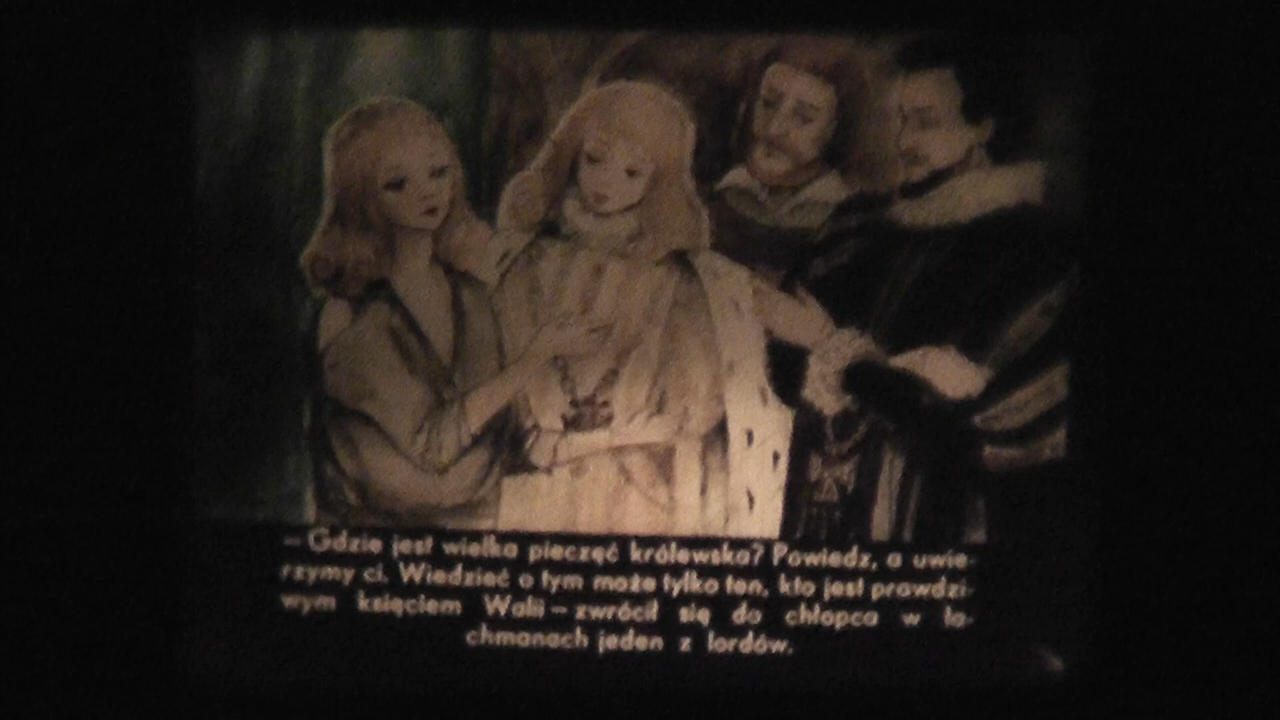 – Gdzie jest wielka pieczęć królewska? Powiedz, a uwie-
rzymy ci. Wiedzieć o tym może tylko ten, kto jest prawdzi-
wym księciem Walii – zwrócił się do chłopca w ła-
chmanach jeden z lordów.